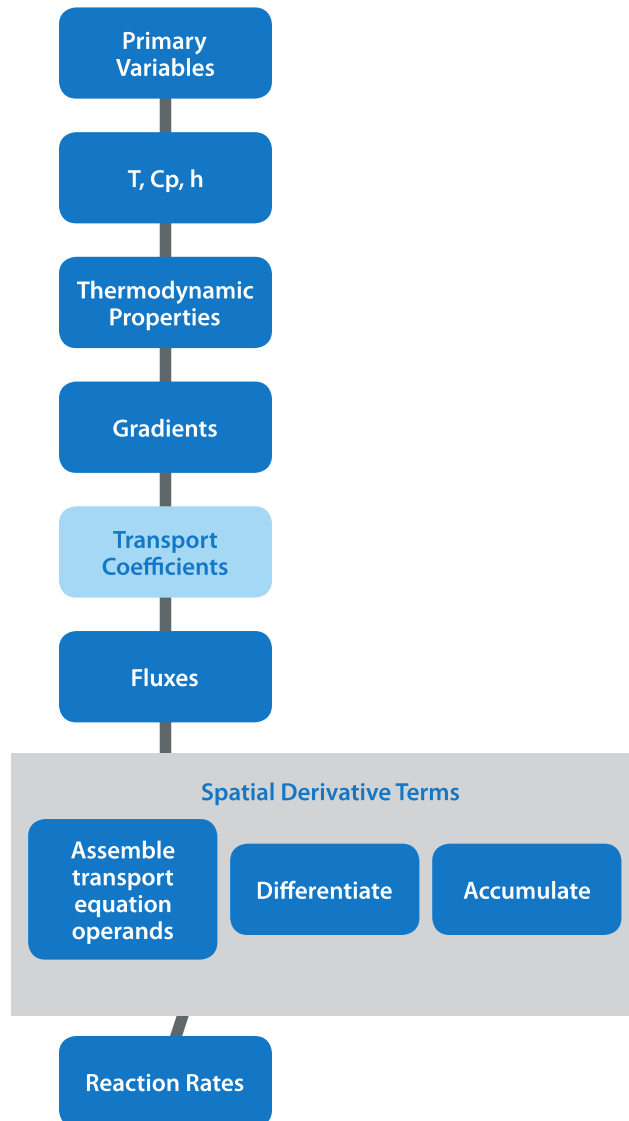 Primary
Variables
T, Cp, h
Thermodynamic
Properties
Gradients
Transport
Coefficients
Fluxes
Spatial Derivative Terms
Assemble
transport
equation
operands
Differentiate
Accumulate
Reaction Rates